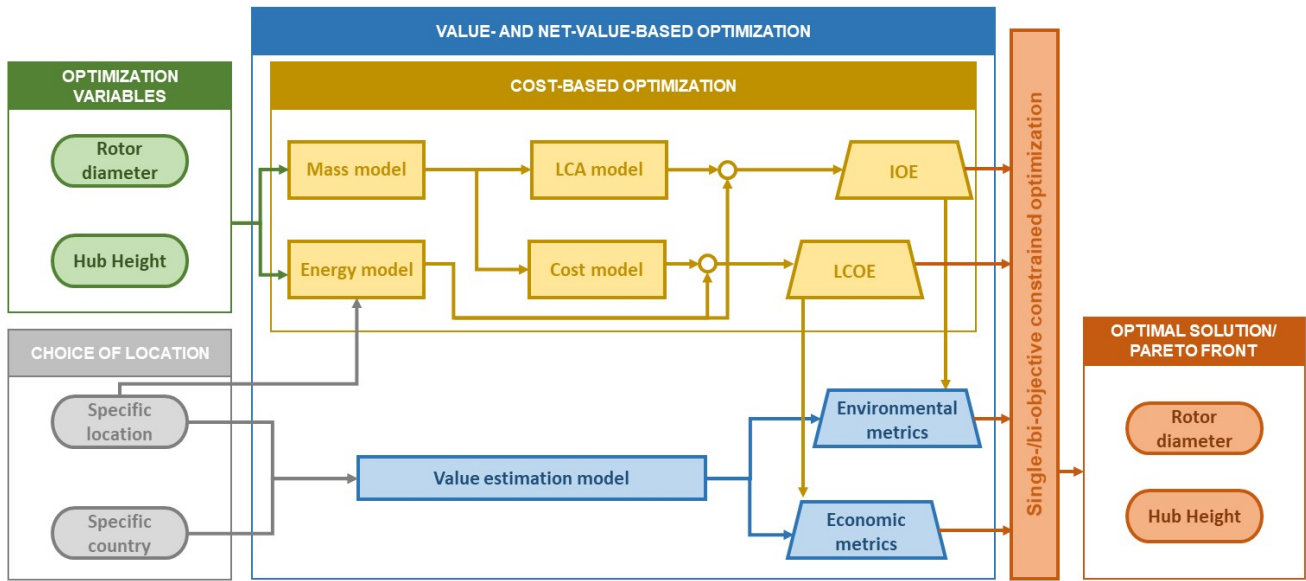 VALUE- AND NET-VALUE-BASED OPTIMIZATION
OPTIMIZATION
VARIABLES
Rotor
diameter
Hub Height
COST-BASED OPTIMIZATION
Mass model
LCA model
IOE
Energy model
Cost model
LCOE
CHOICE OF LOCATION
Specific
location
Specific
country
Value estimation model
Environmental
metrics
Economic
metrics
Single-/bi-objective constrained optimization
OPTIMAL SOLUTION/
PARETO FRONT
Rotor
diameter
Hub Height